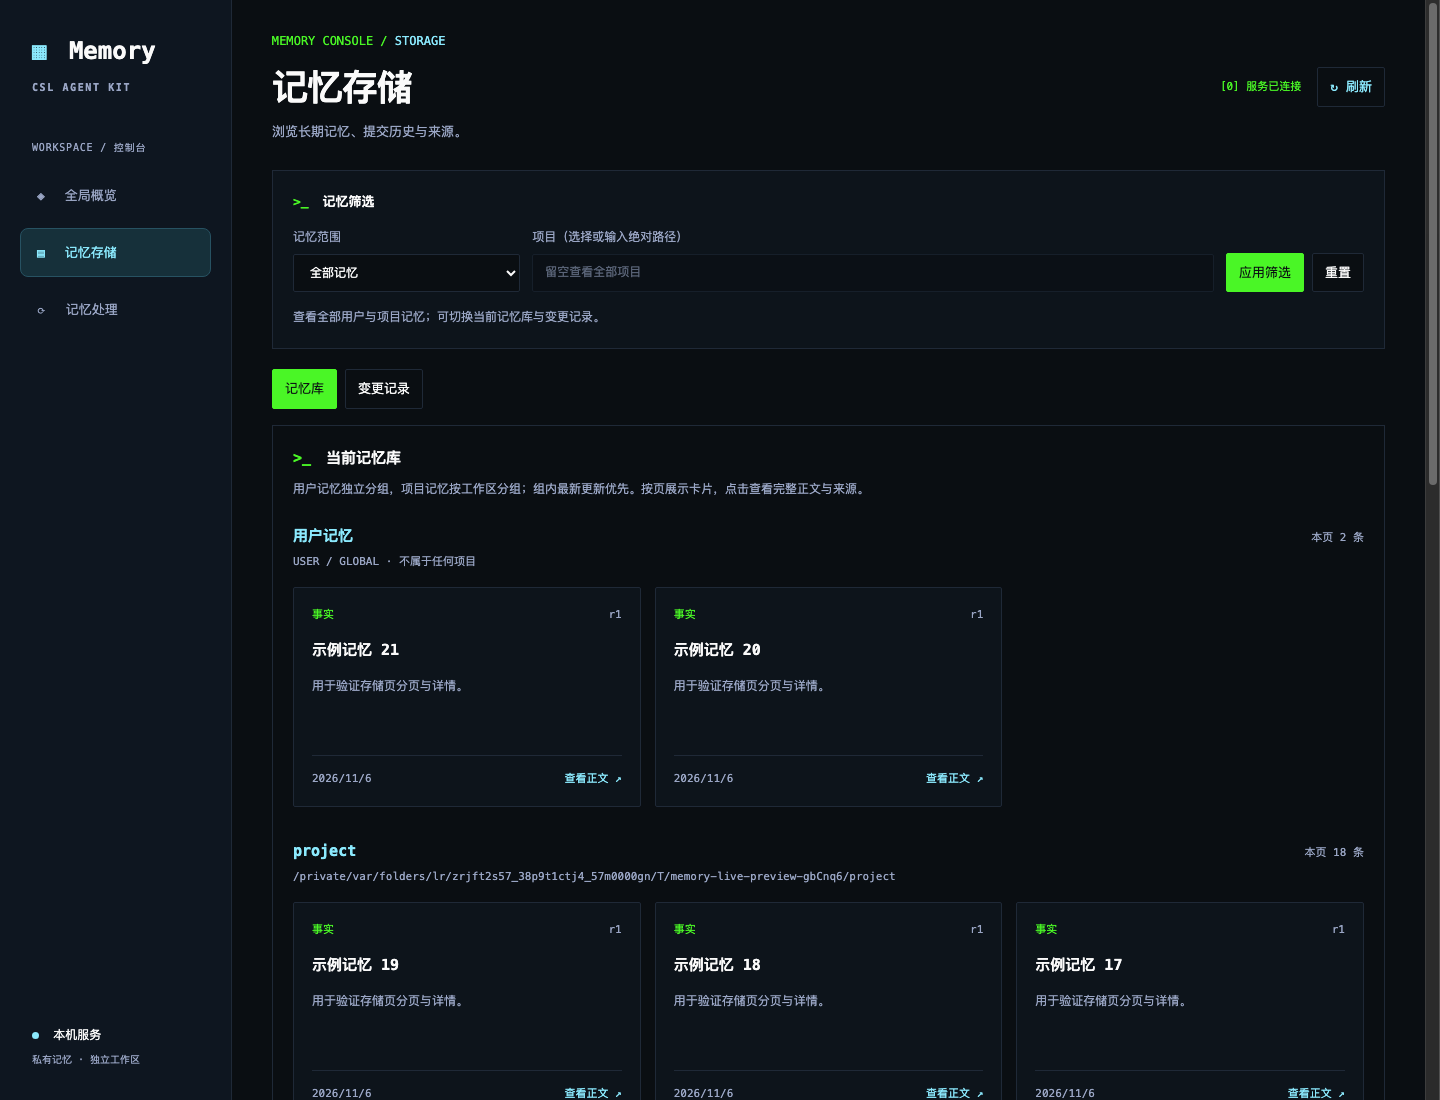 Memory
CSL AGENT KIT
WORKSPACE / 控制台
全局概览
记忆存储
记忆处理
本机服务
私有记忆 · 独立工作区
MEMORY CONSOLE / STORAGE
记忆存储
浏览长期记忆、提交历史与来源。
[0] 服务已连接
↻ 刷新
>_ 记忆筛选
记忆范围
项目（选择或输入绝对路径）
全部记忆
留空查看全部项目
应用筛选
重置
查看全部用户与项目记忆；可切换当前记忆库与变更记录。
记忆库
变更记录
>_ 当前记忆库
用户记忆独立分组，项目记忆按工作区分组；组内最新更新优先。按页展示卡片，点击查看完整正文与来源。
用户记忆
本页 2 条
USER / GLOBAL · 不属于任何项目
事实 r1
示例记忆 21
用于验证存储页分页与详情。
2026/11/6 查看正文 ↗
事实 r1
示例记忆 20
用于验证存储页分页与详情。
2026/11/6 查看正文 ↗
project
本页 18 条
/private/var/folders/lr/zrjft2s57_38p9t1ctj4_57m0000gn/T/memory-live-preview-gbCnq6/project
事实 r1
示例记忆 19
用于验证存储页分页与详情。
2026/11/6 查看正文 ↗
事实 r1
示例记忆 18
用于验证存储页分页与详情。
2026/11/6 查看正文 ↗
事实 r1
示例记忆 17
用于验证存储页分页与详情。
2026/11/6 查看正文 ↗